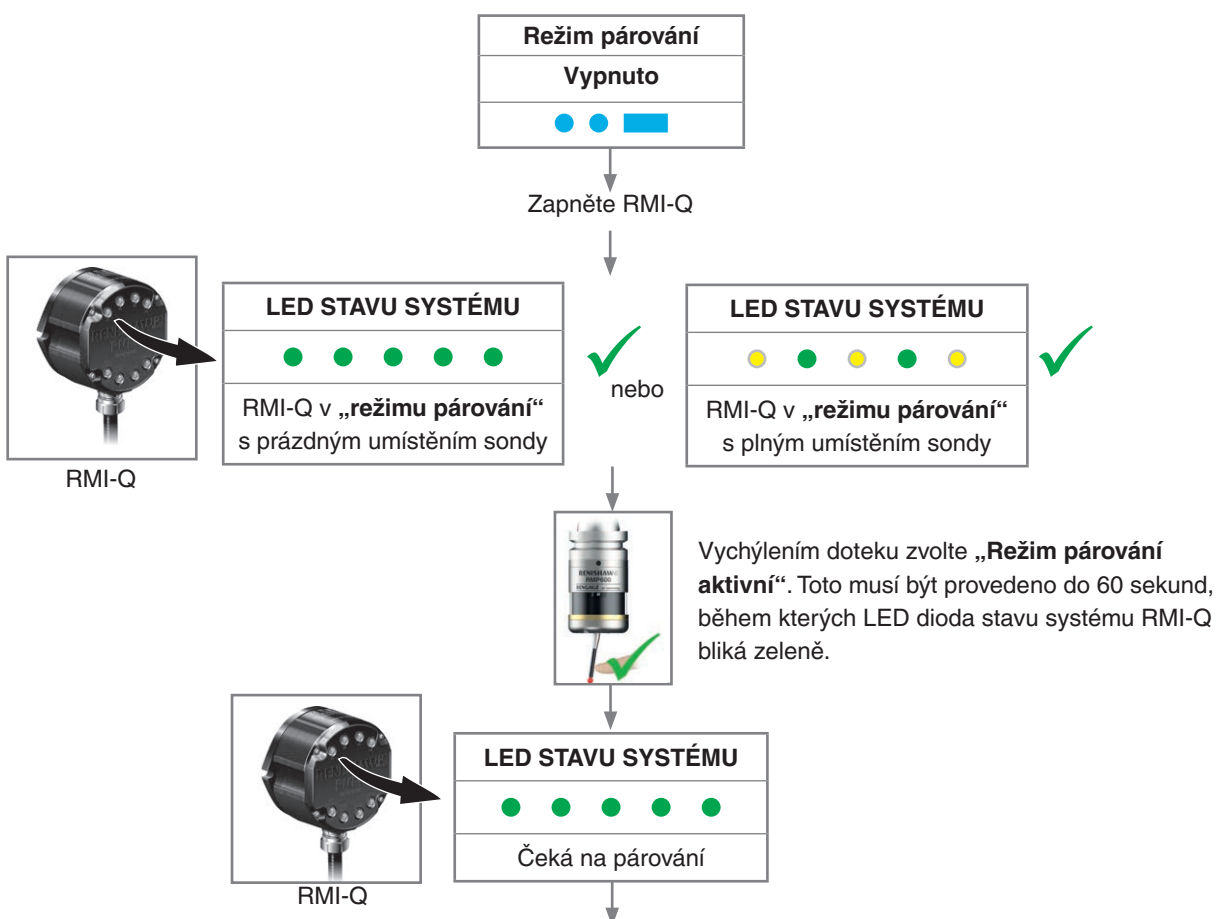 Režim párování
Vypnuto
Zapněte RMI-Q
LED STAVU SYSTÉMU
RMI-Q v „režimu párování“
s prázdným umístěním sondy
nebo
LED STAVU SYSTÉMU
RMI-Q v „režimu párování“
s plným umístěním sondy
RMI-Q
RENISHAW
RMP600
Vychýlením doteku zvolte „Režim párování
aktivní“. Toto musí být provedeno do 60 sekund,
během kterých LED dioda stavu systému RMI-Q
bliká zeleně.
LED STAVU SYSTÉMU
Čeká na párování
RMI-Q